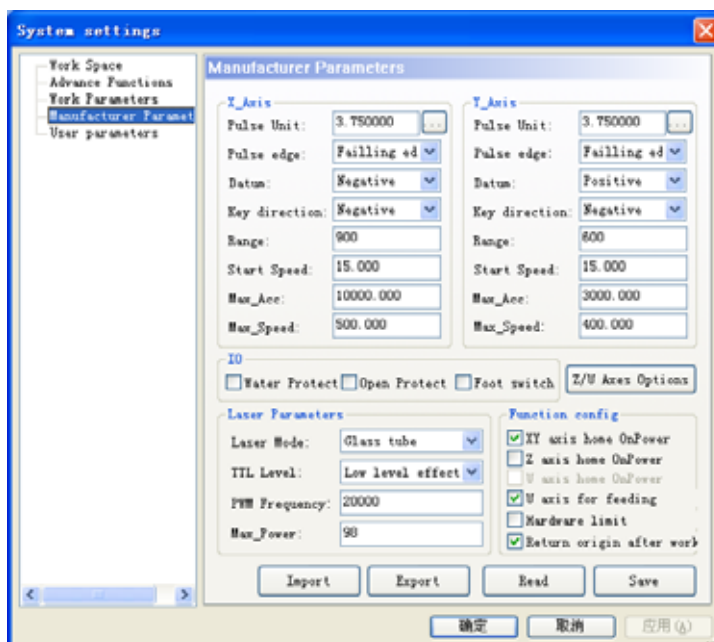 System settings
Work Space
Advance Functions
Work Parameters
Manufacturer Paramet
User parameters
Manufacturer Parameters
X_Axis
Pulse Unit: 3.750000 ...
Pulse edge: Failling ed
Datum: Negative
Key direction: Negative
Range: 900
Start Speed: 15.000
Max_Acc: 10000.000
Max_Speed: 500.000
Y_Axis
Pulse Unit: 3.750000 ...
Pulse edge: Failling ed
Datum: Positive
Key direction: Negative
Range: 600
Start Speed: 15.000
Max_Acc: 3000.000
Max_Speed: 400.000
IO
Water Protect Open Protect Foot switch
Z/U Axes Options
Laser Parameters
Laser Mode: Glass tube
TTL Level: Low level effect
PWM Frequency: 20000
Max_Power: 98
Function config
XY axis home OnPower
Z axis home OnPower
U axis home OnPower
U axis for feeding
Hardware limit
Return origin after work
Import Export Read Save
确定 取消 应用(A)